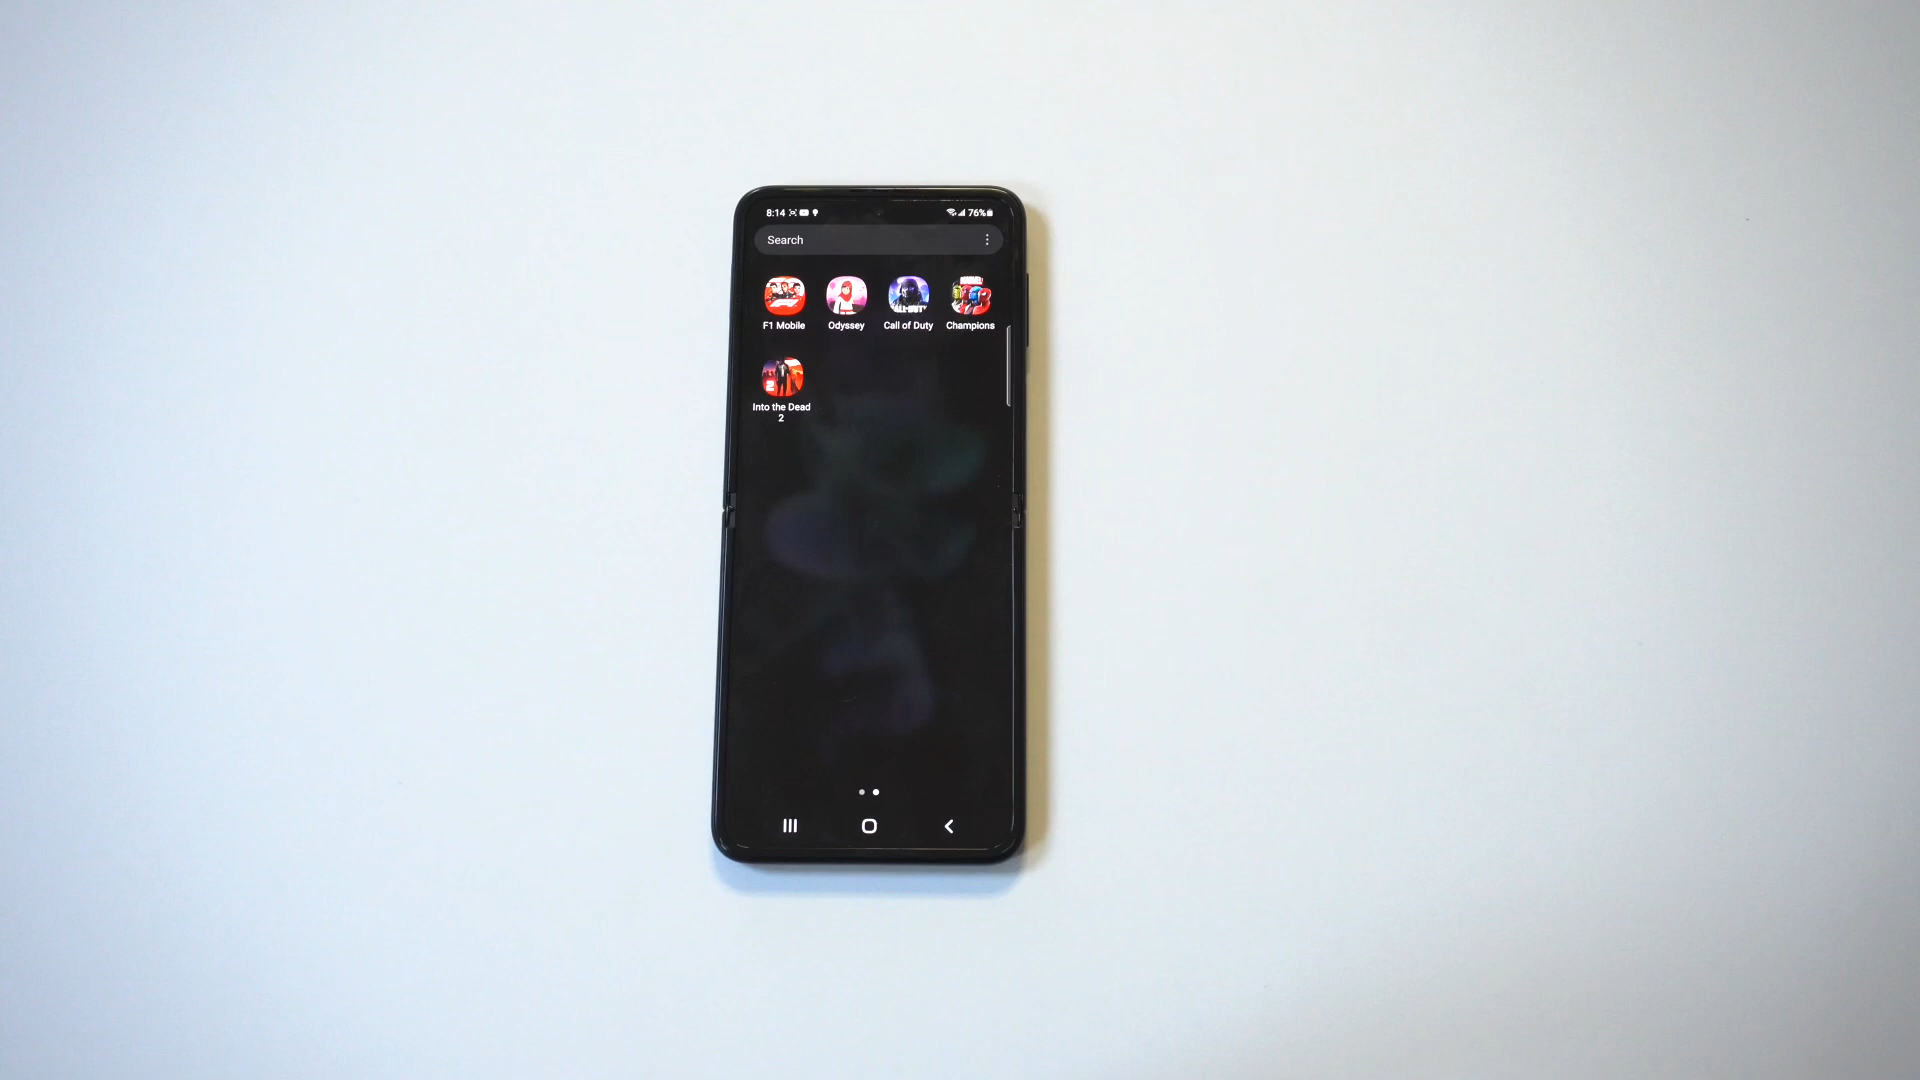 8:14
76%
Search
F1 Mobile
Odyssey
Call of Duty
Champions
Into the Dead
2